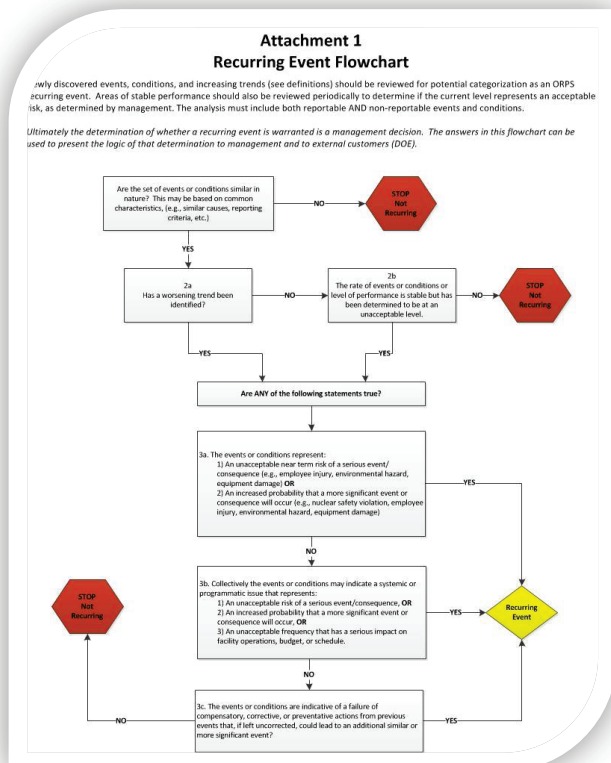 Attachment 1
Recurring Event Flowchart
ewly discovered events, conditions, and increasing trends (see definitions) should be reviewed for potential categorization as an ORPS
ecurring event. Areas of stable performance should also be reviewed periodically to determine if the current level represents an acceptable
isk, as determined by management. The analysis must include both reportable AND non-reportable events and conditions.
Ultimately the determination of whether a recurring event is warranted is a management decision. The answers in this flowchart can be
used to present the logic of that determination to management and to external customers (DOE).
Are the set of events or conditions similar in
nature? This may be based on common
characteristics, (e.g., similar causes, reporting
criteria, etc.)
NO
STOP
Not
Recurring
YES
2a
Has a worsening trend been
identified?
NO
2b
The rate of events or conditions or
level of performance is stable but has
been determined to be at an
unacceptable level.
NO
STOP
Not
Recurring
YES
YES
Are ANY of the following statements true?
3a. The events or conditions represent:
1) An unacceptable near term risk of a serious event/
consequence (e.g., employee injury, environmental hazard,
equipment damage) OR
2) An increased probability that a more significant event or
consequence will occur (e.g., nuclear safety violation, employee
injury, environmental hazard, equipment damage)
YES
NO
3b. Collectively the events or conditions may indicate a systemic or
programmatic issue that represents:
1) An unacceptable risk of a serious event/consequence, OR
2) An increased probability that a more significant event or
consequence will occur, OR
3) An unacceptable frequency that has a serious impact on
facility operations, budget, or schedule.
YES
Recurring
Event
STOP
Not
Recurring
NO
3c. The events or conditions are indicative of a failure of
compensatory, corrective, or preventative actions from previous
events that, if left uncorrected, could lead to an additional similar or
more significant event?
NO
YES